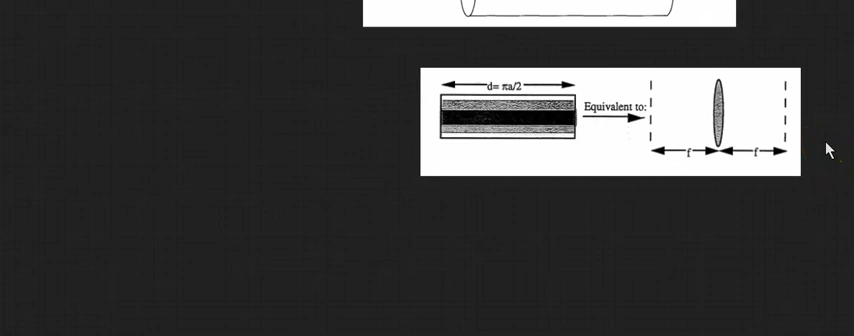 d= πa/2
Equivalent to:
f f